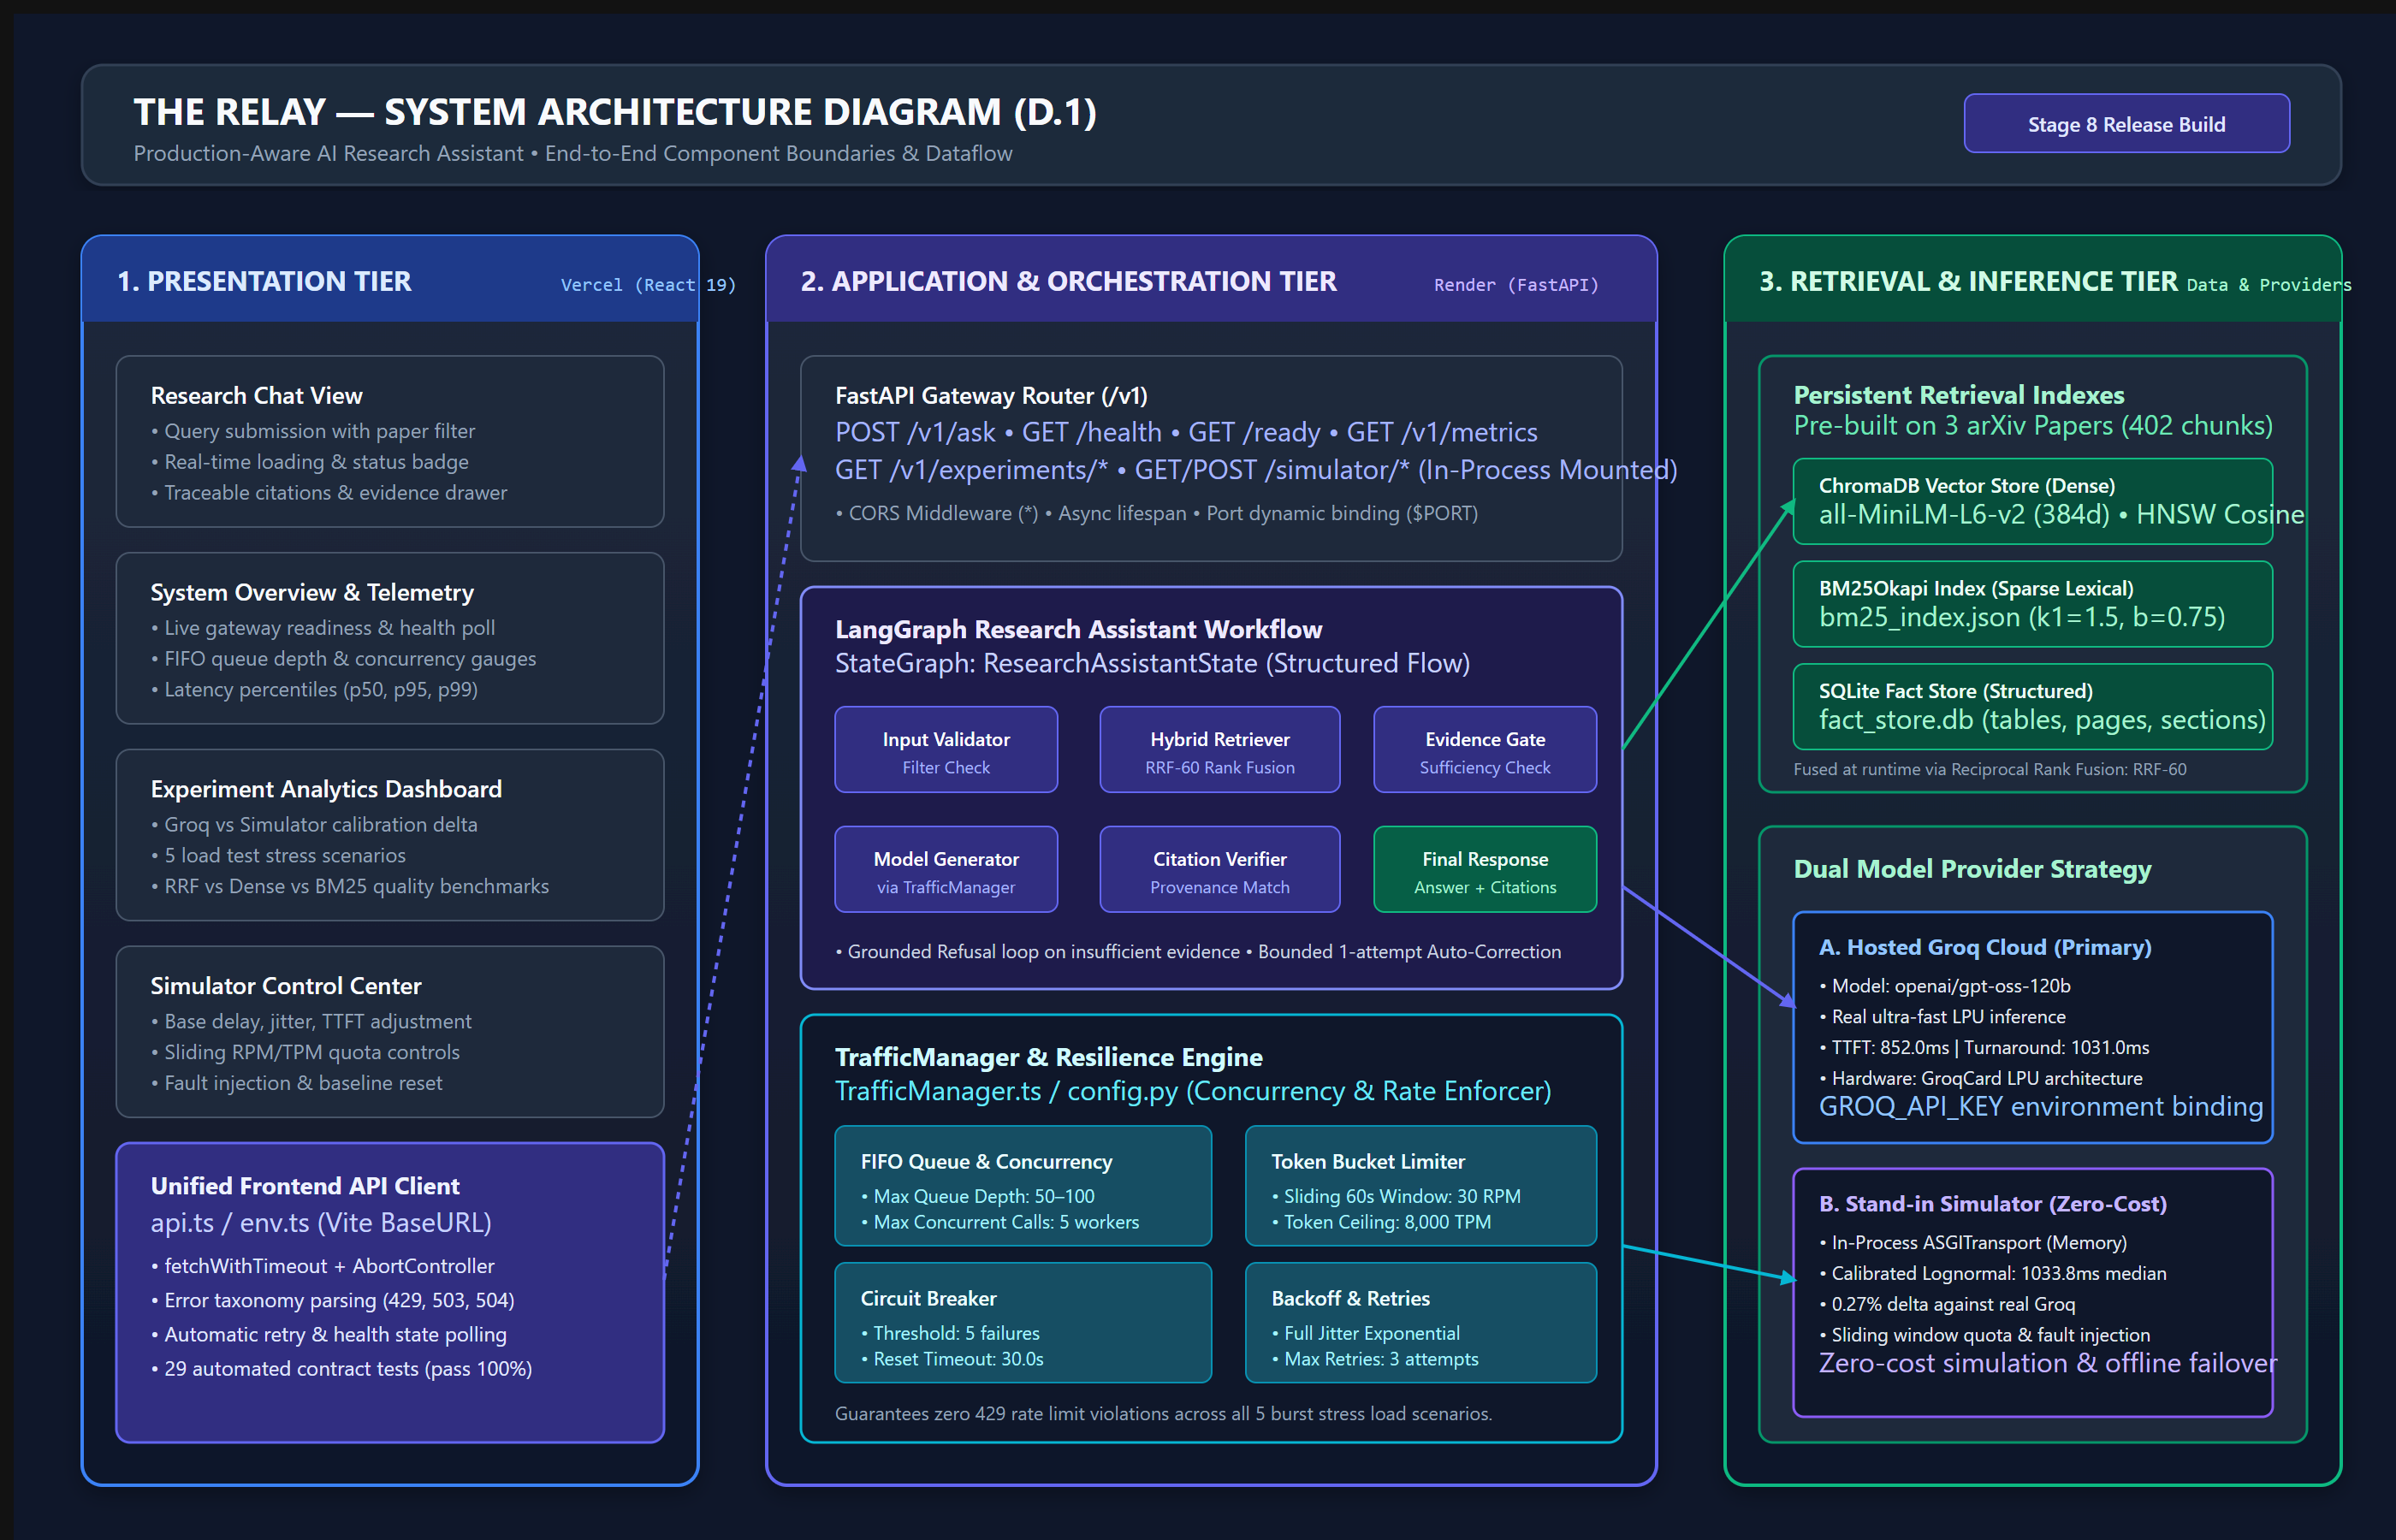 THE RELAY — SYSTEM ARCHITECTURE DIAGRAM (D.1)
Production-Aware AI Research Assistant • End-to-End Component Boundaries & Dataflow
Stage 8 Release Build
1. PRESENTATION TIER
Vercel (React 19)
Research Chat View
• Query submission with paper filter
• Real-time loading & status badge
• Traceable citations & evidence drawer
System Overview & Telemetry
• Live gateway readiness & health poll
• FIFO queue depth & concurrency gauges
• Latency percentiles (p50, p95, p99)
Experiment Analytics Dashboard
• Groq vs Simulator calibration delta
• 5 load test stress scenarios
• RRF vs Dense vs BM25 quality benchmarks
Simulator Control Center
• Base delay, jitter, TTFT adjustment
• Sliding RPM/TPM quota controls
• Fault injection & baseline reset
Unified Frontend API Client
api.ts / env.ts (Vite BaseURL)
• fetchWithTimeout + AbortController
• Error taxonomy parsing (429, 503, 504)
• Automatic retry & health state polling
• 29 automated contract tests (pass 100%)
2. APPLICATION & ORCHESTRATION TIER
Render (FastAPI)
FastAPI Gateway Router (/v1)
POST /v1/ask • GET /health • GET /ready • GET /v1/metrics
GET /v1/experiments/* • GET/POST /simulator/* (In-Process Mounted)
• CORS Middleware (*) • Async lifespan • Port dynamic binding ($PORT)
LangGraph Research Assistant Workflow
StateGraph: ResearchAssistantState (Structured Flow)
Input Validator
Filter Check
Hybrid Retriever
RRF-60 Rank Fusion
Evidence Gate
Sufficiency Check
Model Generator
via TrafficManager
Citation Verifier
Provenance Match
Final Response
Answer + Citations
• Grounded Refusal loop on insufficient evidence • Bounded 1-attempt Auto-Correction
TrafficManager & Resilience Engine
TrafficManager.ts / config.py (Concurrency & Rate Enforcer)
FIFO Queue & Concurrency
• Max Queue Depth: 50–100
• Max Concurrent Calls: 5 workers
Token Bucket Limiter
• Sliding 60s Window: 30 RPM
• Token Ceiling: 8,000 TPM
Circuit Breaker
• Threshold: 5 failures
• Reset Timeout: 30.0s
Backoff & Retries
• Full Jitter Exponential
• Max Retries: 3 attempts
Guarantees zero 429 rate limit violations across all 5 burst stress load scenarios.
3. RETRIEVAL & INFERENCE TIER
Data & Providers
Persistent Retrieval Indexes
Pre-built on 3 arXiv Papers (402 chunks)
ChromaDB Vector Store (Dense)
all-MiniLM-L6-v2 (384d) • HNSW Cosine
BM25Okapi Index (Sparse Lexical)
bm25_index.json (k1=1.5, b=0.75)
SQLite Fact Store (Structured)
fact_store.db (tables, pages, sections)
Fused at runtime via Reciprocal Rank Fusion: RRF-60
Dual Model Provider Strategy
A. Hosted Groq Cloud (Primary)
• Model: openai/gpt-oss-120b
• Real ultra-fast LPU inference
• TTFT: 852.0ms | Turnaround: 1031.0ms
• Hardware: GroqCard LPU architecture
GROQ_API_KEY environment binding
B. Stand-in Simulator (Zero-Cost)
• In-Process ASGITransport (Memory)
• Calibrated Lognormal: 1033.8ms median
• 0.27% delta against real Groq
• Sliding window quota & fault injection
Zero-cost simulation & offline failover